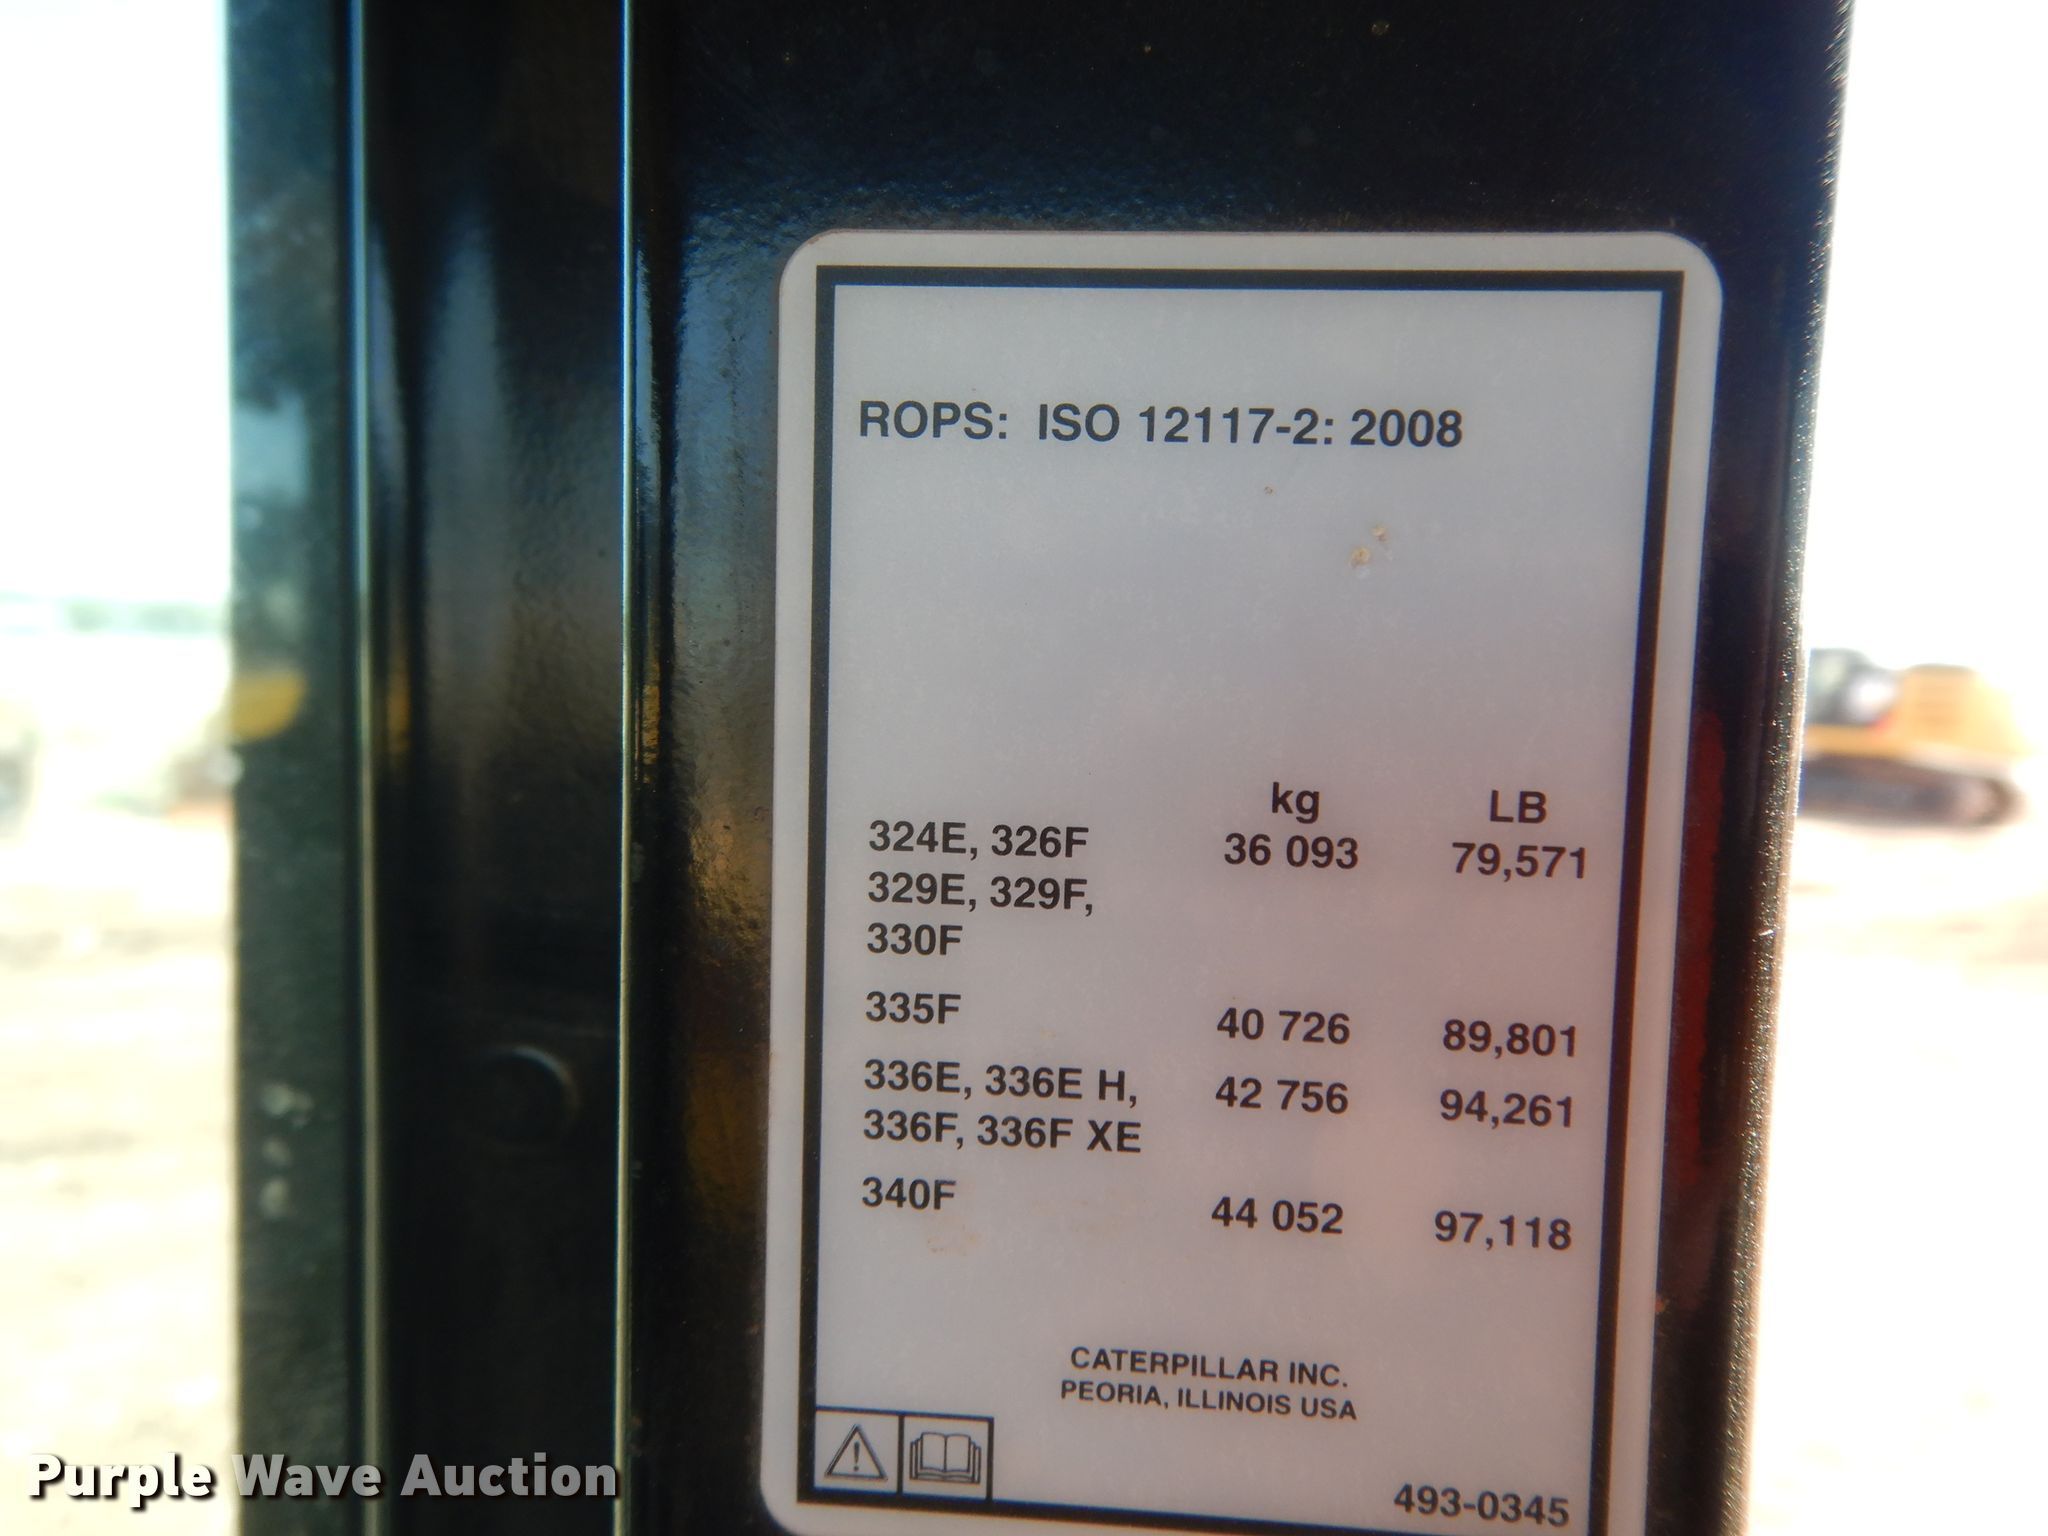 ROPS: ISO 12117-2: 2008
kg LB
324E, 326F 36 093 79,571
329E, 329F,
330F
335F 40 726 89,801
336E, 336E H, 42 756 94,261
336F, 336F XE
340F 44 052 97,118
CATERPILLAR INC.
PEORIA, ILLINOIS USA
493-0345
Purple Wave Auction